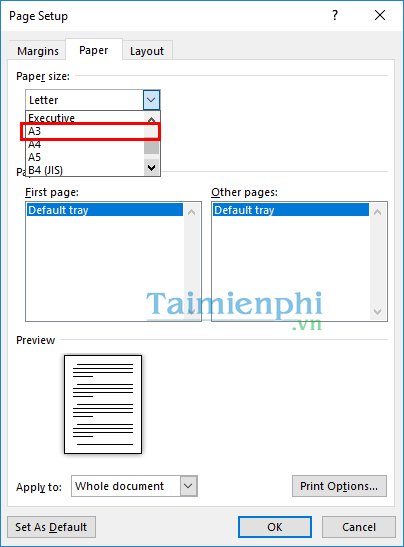 Page Setup ? ×
Margins Paper Layout
Paper size:
Letter
Executive
A3
A4
A5
B4 (JIS)
Pa
First page: Other pages:
Default tray Default tray
Taimienphi
.vn
Preview
Apply to: Whole document Print Options...
Set As Default OK Cancel